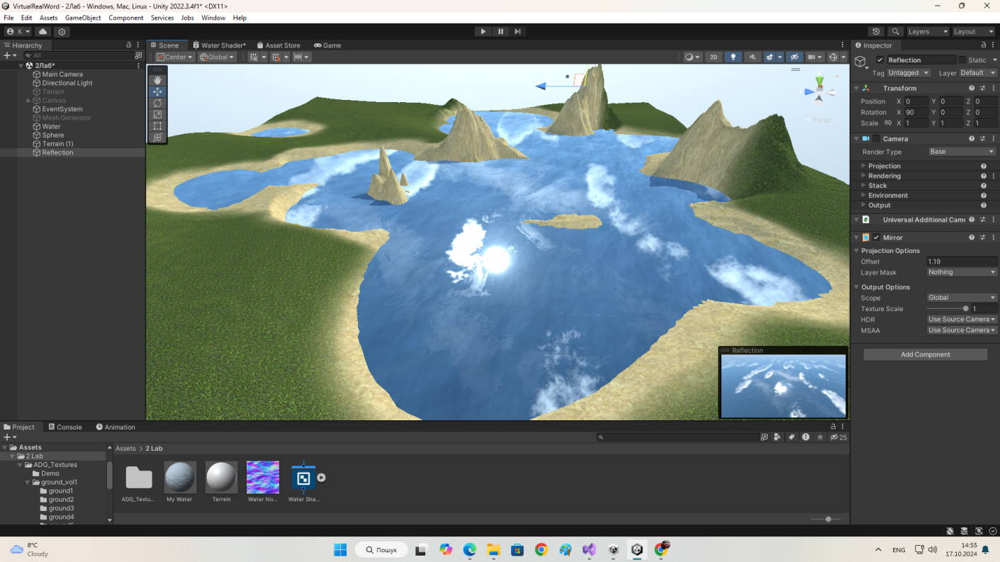 VirtualRealWord - 2Лаб - Windows, Mac, Linux - Unity 2022.3.4f1* <DX11>
File Edit Assets GameObject Component Services Jobs Window Help
K
Layers Layout
Hierarchy
All
2Лаб*
Main Camera
Directional Light
Terrain
Canvas
EventSystem
Mesh Generator
Water
Sphere
Terrain (1)
Reflection
Scene Water Shader* Asset Store Game
Center Global 2D
Persp
Reflection
Inspector
Reflection Static
Tag Untagged Layer Default
Transform
Position X 0 Y 0 Z 0
Rotation X 90 Y 0 Z 0
Scale X 1 Y 1 Z 1
Camera
Render Type Base
Projection
Rendering
Stack
Environment
Output
Universal Additional Came
Mirror
Projection Options
Offset 1.19
Layer Mask Nothing
Output Options
Scope Global
Texture Scale 1
HDR Use Source Camera
MSAA Use Source Camera
Add Component
Project Console Animation
25
Assets
2 Lab
ADG_Textures
Demo
ground_vol1
ground1
ground2
ground3
ground4
Assets > 2 Lab
ADG_Textu... My Water Terrein Water No... Water Sha...
8°C
Cloudy
Пошук
ENG
14:55
17.10.2024